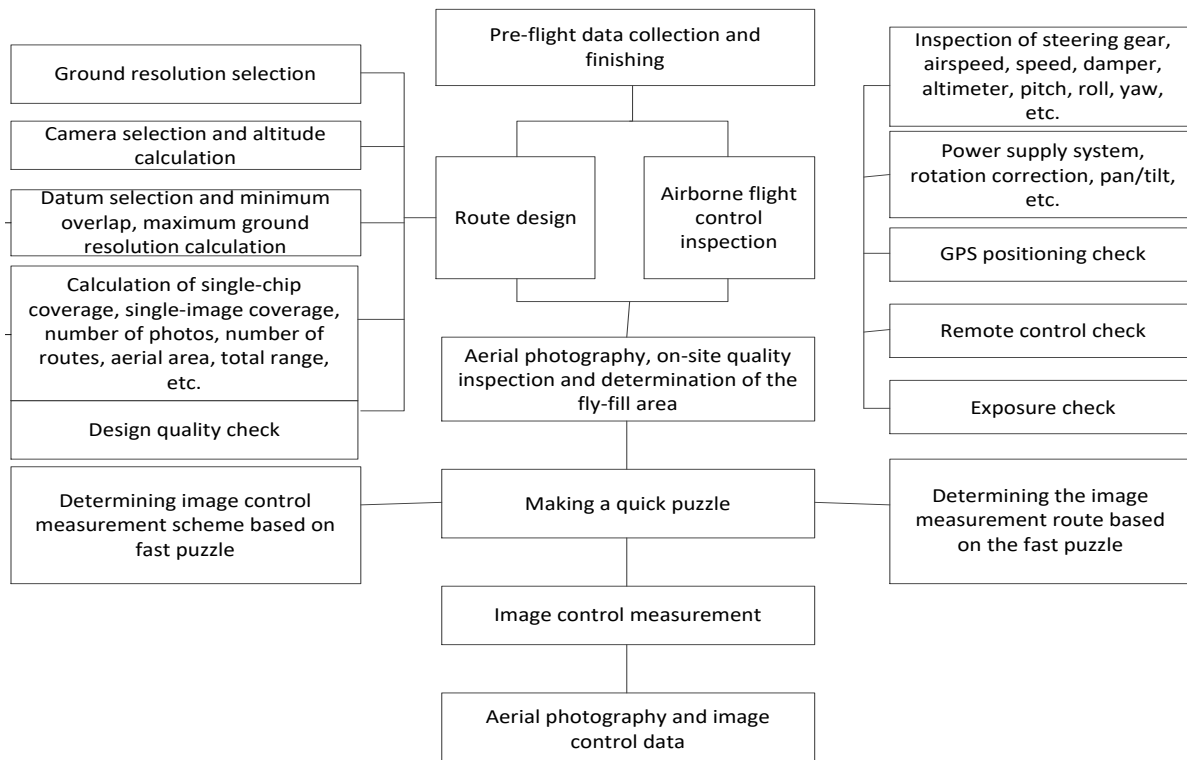 Pre-flight data collection and
finishing
Ground resolution selection
Camera selection and altitude
calculation
Datum selection and minimum
overlap, maximum ground
resolution calculation
Calculation of single-chip
coverage, single-image coverage,
number of photos, number of
routes, aerial area, total range,
etc.
Design quality check
Route design
Airborne flight
control
inspection
Inspection of steering gear,
airspeed, speed, damper,
altimeter, pitch, roll, yaw,
etc.
Power supply system,
rotation correction, pan/tilt,
etc.
GPS positioning check
Remote control check
Exposure check
Aerial photography, on-site quality
inspection and determination of the
fly-fill area
Determining image control
measurement scheme based on
fast puzzle
Making a quick puzzle
Determining the image
measurement route based
on the fast puzzle
Image control measurement
Aerial photography and image
control data